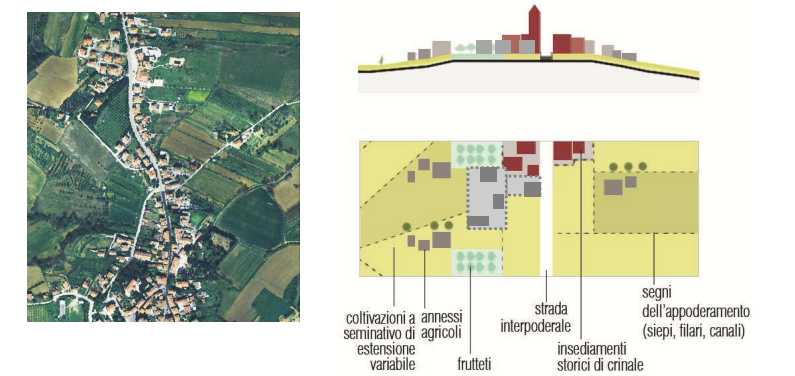 coltivazioni a
seminativo di
estensione
variabile
annessi
agricoli
frutteti
strada
interpoderale
insediamenti
storici di crinale
segni
dell'appoderamento
(siepi, filari, canali)